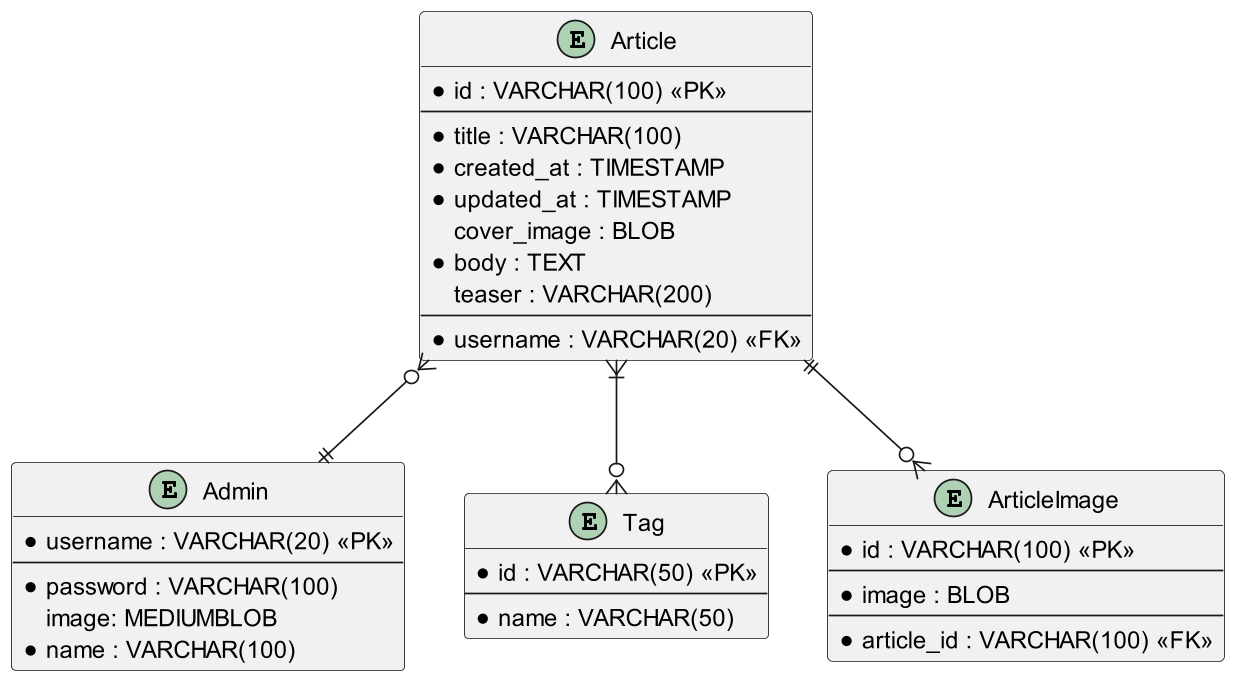 E Article
* id : VARCHAR(100) «PK»
* title : VARCHAR(100)
* created_at : TIMESTAMP
* updated_at : TIMESTAMP
cover_image : BLOB
* body : TEXT
teaser : VARCHAR(200)
* username : VARCHAR(20) «FK»
E Admin
* username : VARCHAR(20) «PK»
* password : VARCHAR(100)
image: MEDIUMBLOB
* name : VARCHAR(100)
E Tag
* id : VARCHAR(50) «PK»
* name : VARCHAR(50)
E ArticleImage
* id : VARCHAR(100) «PK»
* image : BLOB
* article_id : VARCHAR(100) «FK»